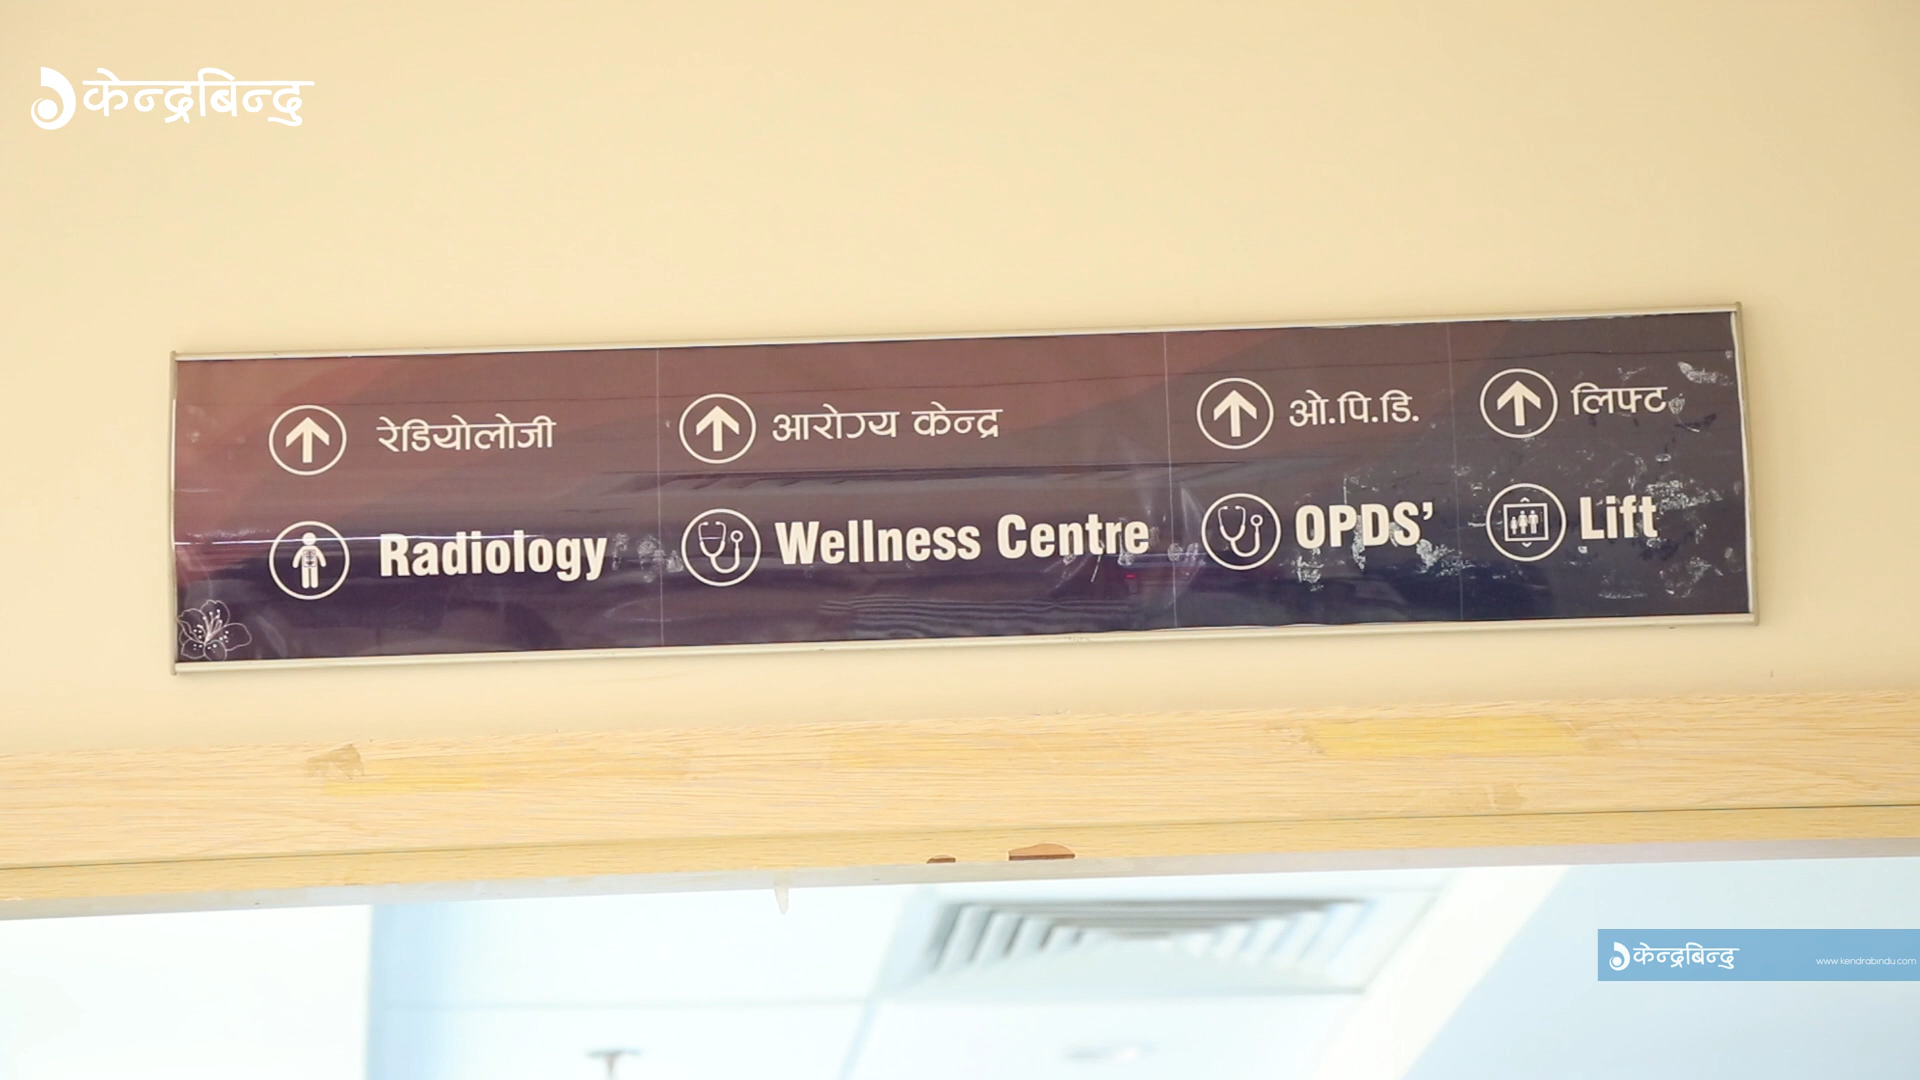 केन्द्रबिन्दु
रेडियोलोजी
Radiology
आरोग्य केन्द्र
Wellness Centre
ओ.पि.डि.
OPDS’
लिफ्ट
Lift
केन्द्रबिन्दु
www.kendrabindu.com